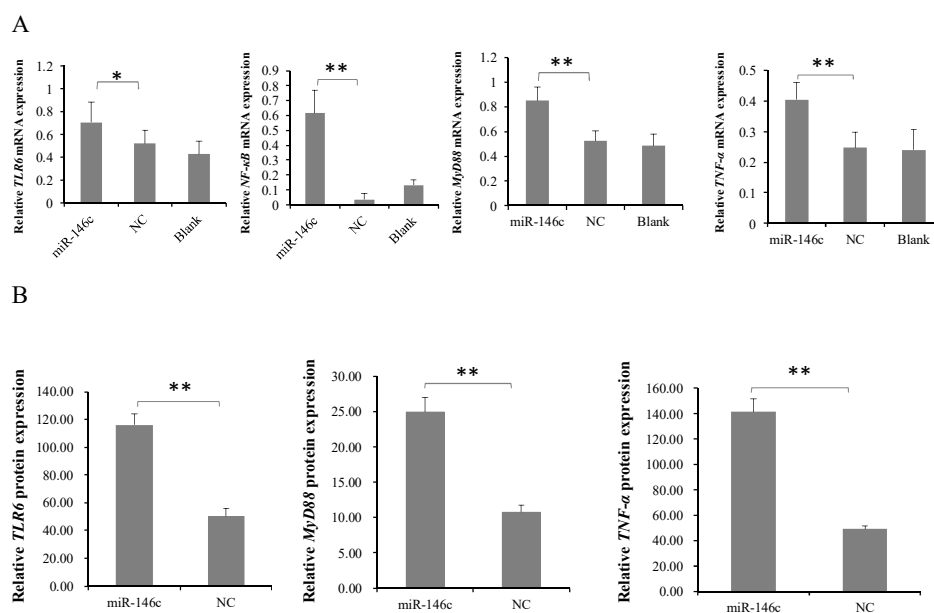 A
Relative TLR6 mRNA expression
1.2
1
0.8
0.6
0.4
0.2
0
*
miR-146c
NC
Blank
Relative NF-κB mRNA expression
0.9
0.8
0.7
0.6
0.5
0.4
0.3
0.2
0.1
0
**
miR-146c
NC
Blank
Relative MyD88 mRNA expression
1.2
1
0.8
0.6
0.4
0.2
0
**
miR-146c
NC
Blank
Relative TNF-α mRNA expression
0.5
0.4
0.3
0.2
0.1
0
**
miR-146c
NC
Blank
B
Relative TLR6 protein expression
140.00
120.00
100.00
80.00
60.00
40.00
20.00
0.00
**
miR-146c
NC
Relative MyD88 protein expression
30.00
25.00
20.00
15.00
10.00
5.00
0.00
**
miR-146c
NC
Relative TNF-α protein expression
160.00
140.00
120.00
100.00
80.00
60.00
40.00
20.00
0.00
**
miR-146c
NC